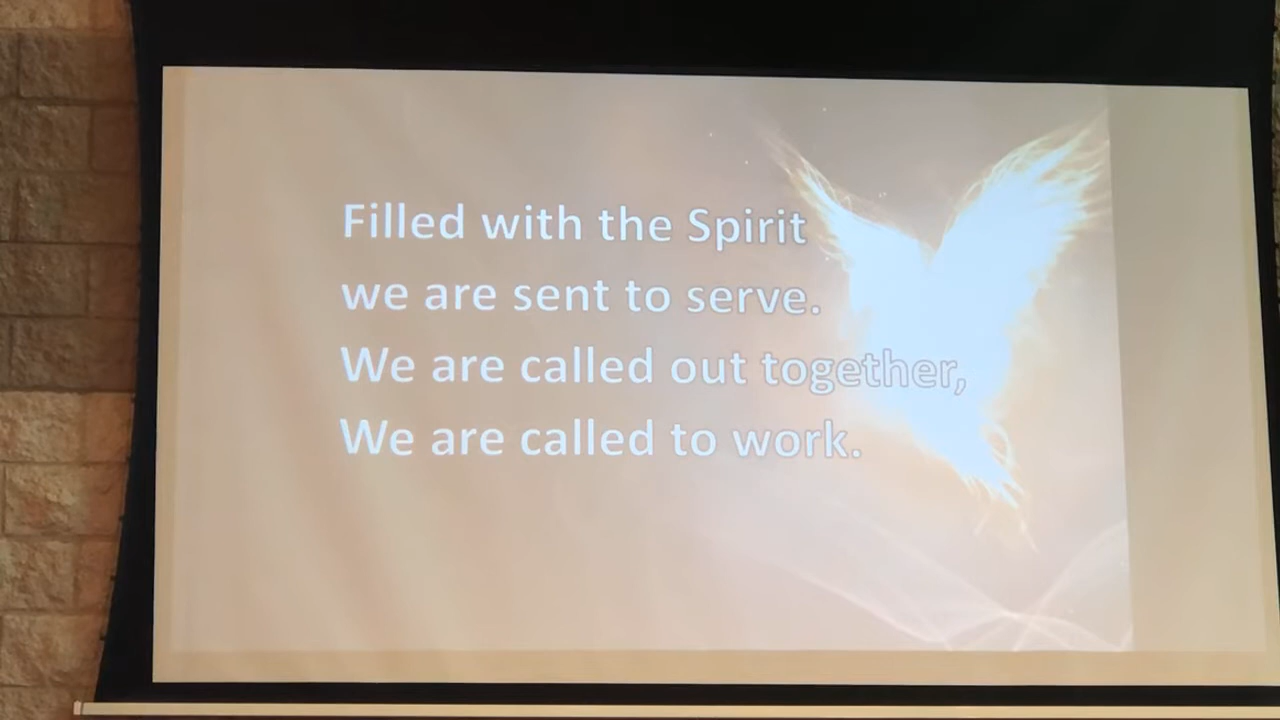 Filled with the Spirit
we are sent to serve.
We are called out together,
We are called to work.